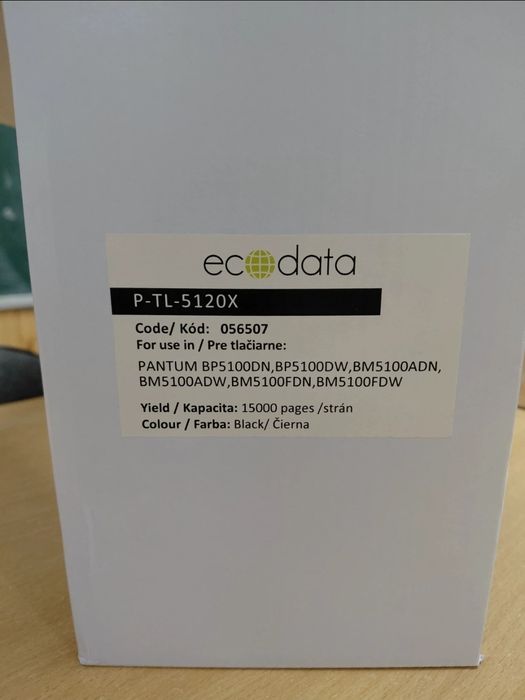 ecodata
P-TL-5120X
Code/ Kód: 056507
For use in / Pre tlačiarne:
PANTUM BP5100DN,BP5100DW,BM5100ADN,
BM5100ADW,BM5100FDN,BM5100FDW
Yield / Kapacita: 15000 pages /strán
Colour / Farba: Black/ Čierna